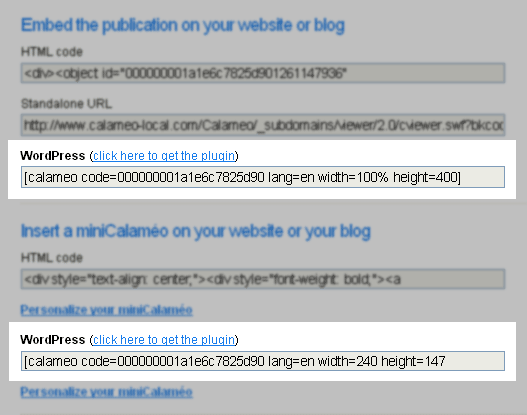 Embed the publication on your website or blog
HTML code
<div><object id="000000001a1e6c7825d901261147936"
Standalone URL
http://www.calameo-local.com/Calameo/_subdomains/viewer/2.0/cviewer.swf?bkcod
WordPress (click here to get the plugin)
[calameo code=000000001a1e6c7825d90 lang=en width=100% height=400]
Insert a miniCalaméo on your website or your blog
HTML code
<div style="text-align: center;"><div style="font-weight: bold;"><a
Personalize your miniCalaméo
WordPress (click here to get the plugin)
[calameo code=000000001a1e6c7825d90 lang=en width=240 height=147
Personalize your miniCalaméo